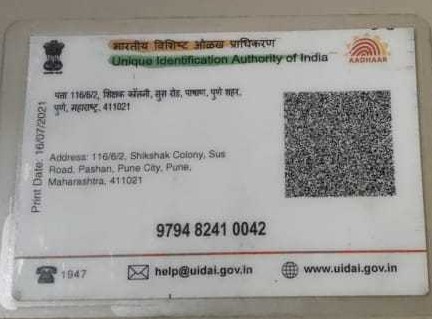 भारतीय विशिष्ट ओळख प्राधिकरण
Unique Identification Authority of India
AADHAAR
पता 116/6/2, शिक्षक कॉलनी, सुस रोड, पाषाण, पुणे शहर,
पुणे, महाराष्ट्र, 411021
Print Date: 16/07/2021
Address: 116/6/2, Shikshak Colony, Sus
Road, Pashan, Pune City, Pune,
Maharashtra, 411021
9794 8241 0042
1947
help@uidai.gov.in
www.uidai.gov.in